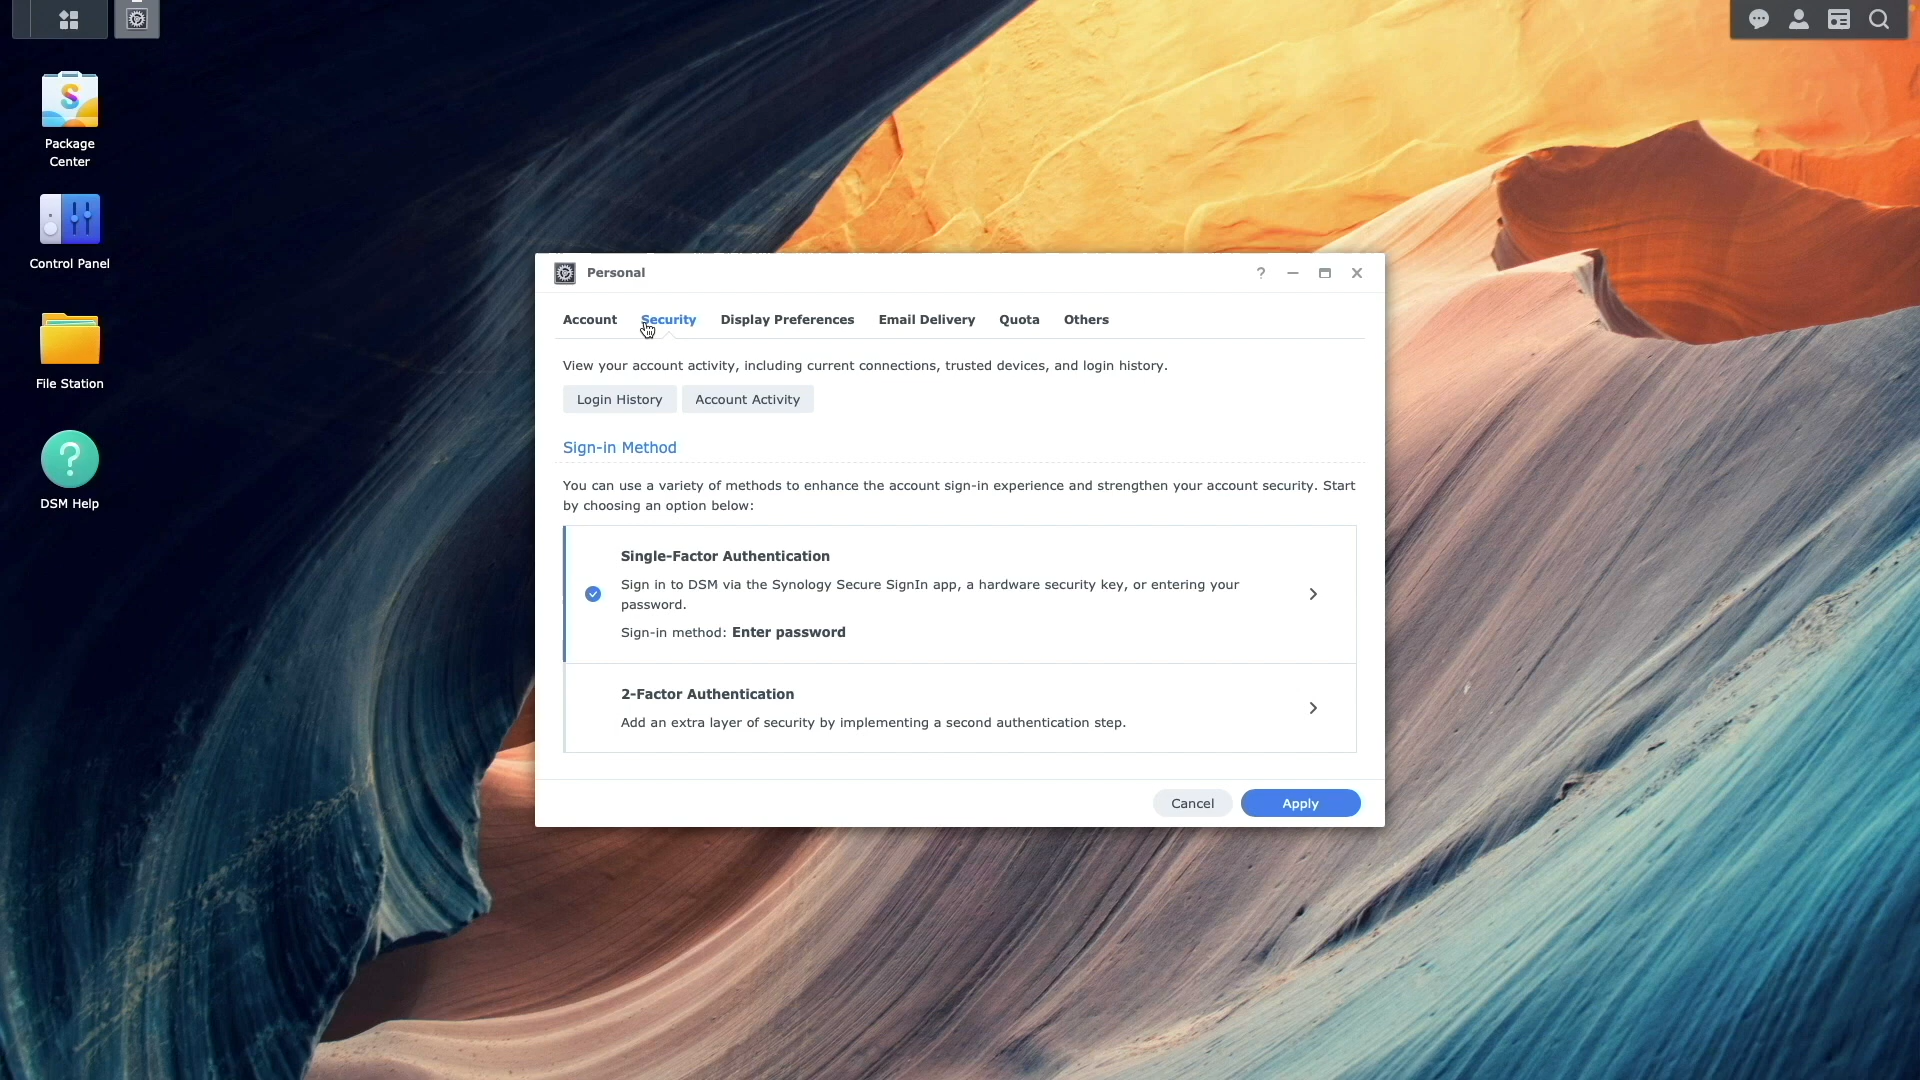 Package
Center
Control Panel
File Station
DSM Help
Personal
Account Security Display Preferences Email Delivery Quota Others
View your account activity, including current connections, trusted devices, and login history.
Login History Account Activity
Sign-in Method
You can use a variety of methods to enhance the account sign-in experience and strengthen your account security. Start
by choosing an option below:
Single-Factor Authentication
Sign in to DSM via the Synology Secure SignIn app, a hardware security key, or entering your
password.
Sign-in method: Enter password
2-Factor Authentication
Add an extra layer of security by implementing a second authentication step.
Cancel Apply